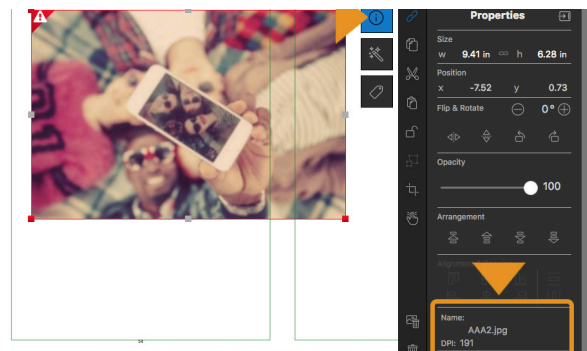 Properties
Size
w 9.41 in h 6.28 in
Position
x -7.52 y 0.73
Flip & Rotate 0°
Opacity
100
Arrangement
Name:
AAA2.jpg
DPI: 191